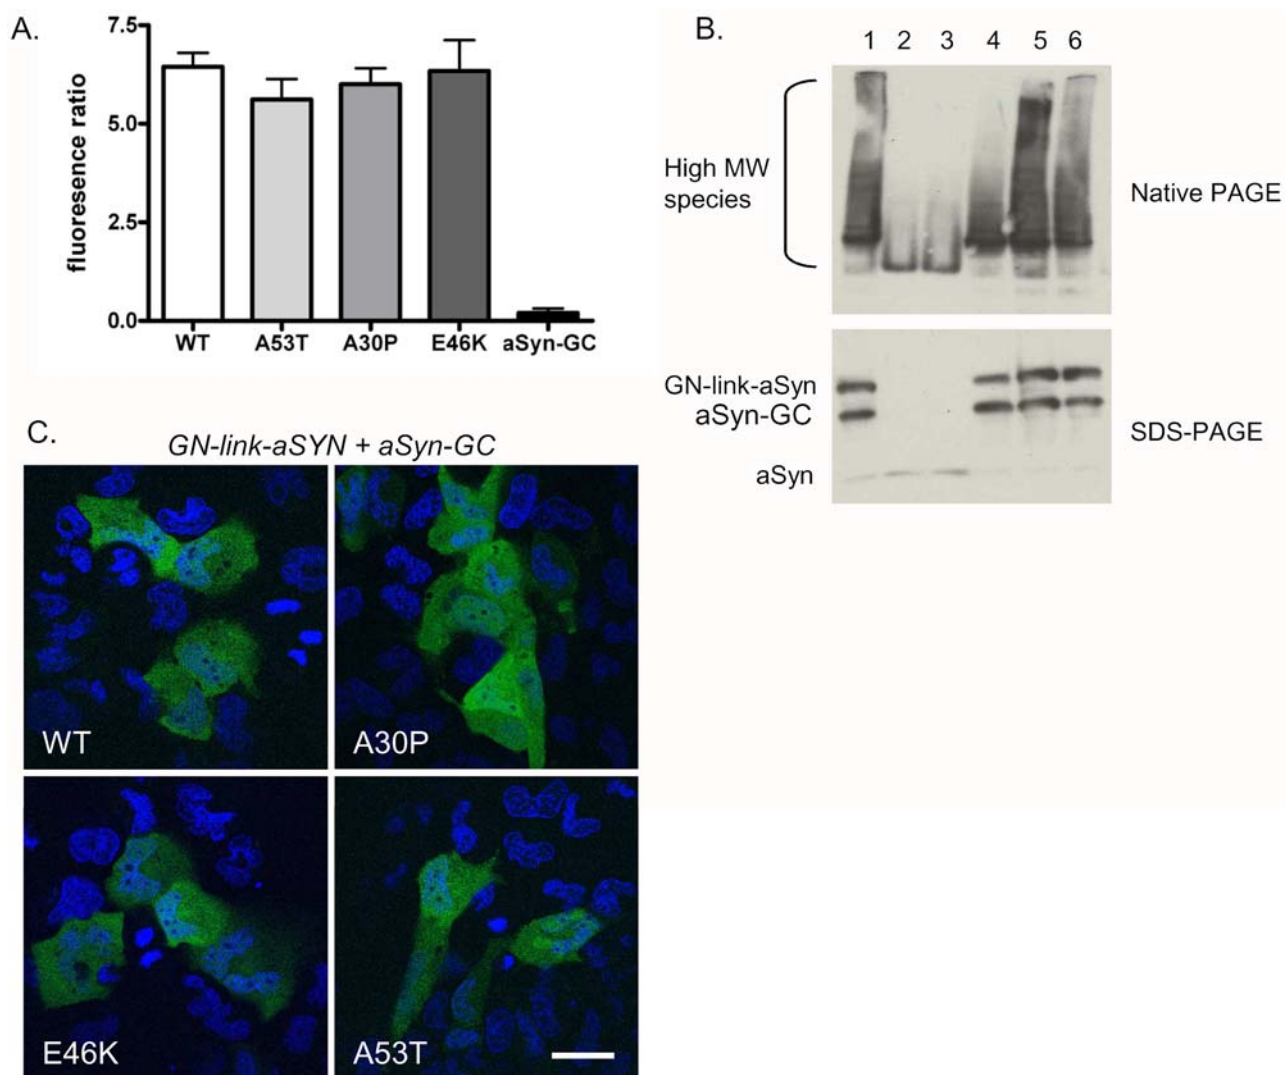 A.
7.5
5.0
2.5
0.0
fluoresence ratio
WT A53T A30P E46K aSyn-GC
B.
1 2 3 4 5 6
High MW
species
Native PAGE
GN-link-aSyn
aSyn-GC
aSyn
SDS-PAGE
C.
GN-link-aSYN + aSyn-GC
WT
A30P
E46K
A53T